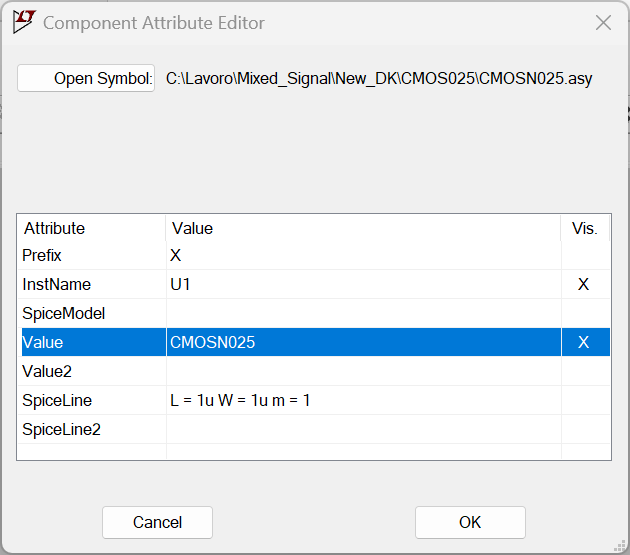 Component Attribute Editor
Open Symbol: C:\Lavoro\Mixed_Signal\New_DK\CMOS025\CMOSN025.asy
Attribute Value Vis.
Prefix X
InstName U1 X
SpiceModel
Value CMOSN025 X
Value2
SpiceLine L = 1u W = 1u m = 1
SpiceLine2
Cancel OK